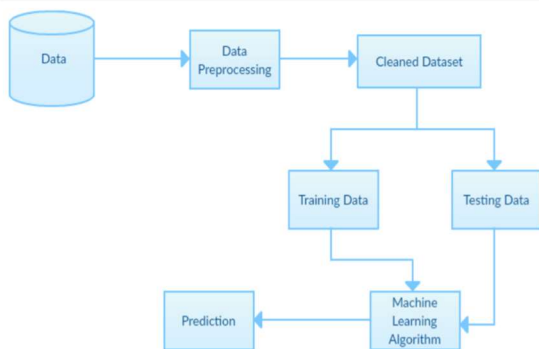 Data
Data
Preprocessing
Cleaned Dataset
Training Data
Testing Data
Machine
Learning
Algorithm
Prediction